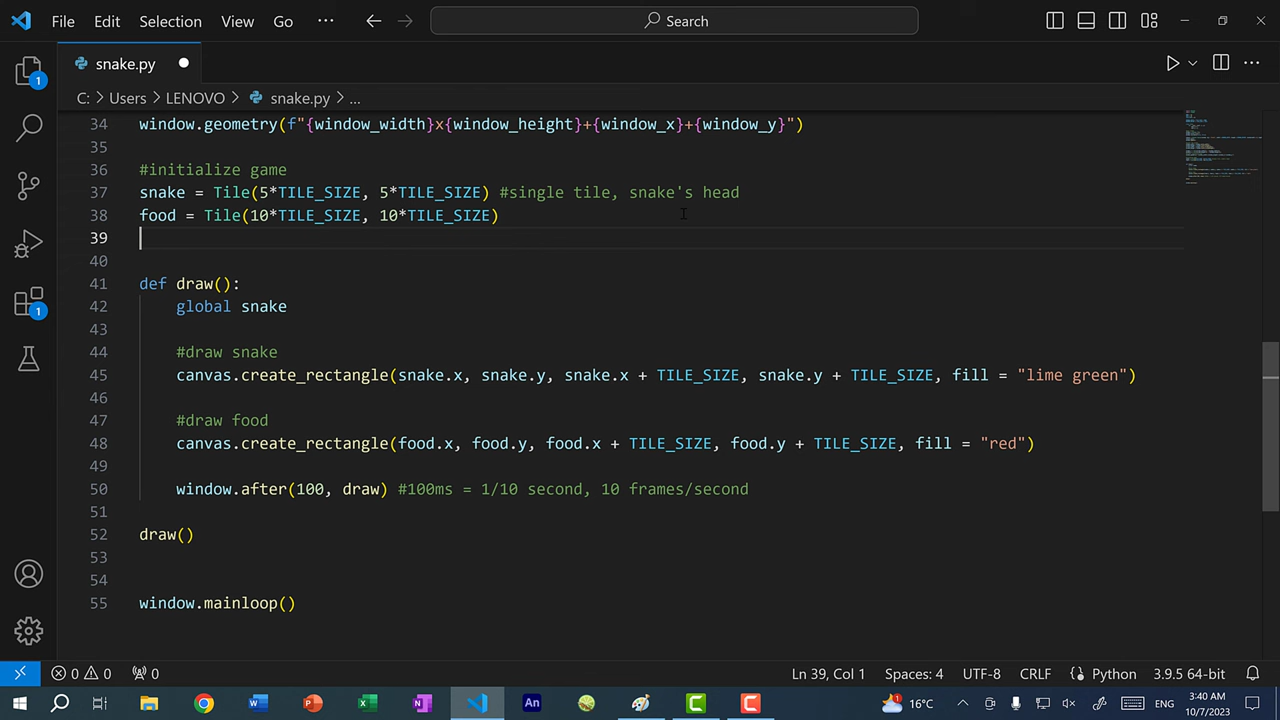 File Edit Selection View Go ··· Search
snake.py
C: > Users > LENOVO > snake.py > ...
34 window.geometry(f"{window_width}x{window_height}+{window_x}+{window_y}")
35
36 #initialize game
37 snake = Tile(5*TILE_SIZE, 5*TILE_SIZE) #single tile, snake's head
38 food = Tile(10*TILE_SIZE, 10*TILE_SIZE)
39
40
41 def draw():
42     global snake
43
44     #draw snake
45     canvas.create_rectangle(snake.x, snake.y, snake.x + TILE_SIZE, snake.y + TILE_SIZE, fill = "lime green")
46
47     #draw food
48     canvas.create_rectangle(food.x, food.y, food.x + TILE_SIZE, food.y + TILE_SIZE, fill = "red")
49
50     window.after(100, draw) #100ms = 1/10 second, 10 frames/second
51
52 draw()
53
54
55 window.mainloop()
1
1
0 0 0 Ln 39, Col 1 Spaces: 4 UTF-8 CRLF Python 3.9.5 64-bit
An 16°C ENG 3:40 AM
10/7/2023